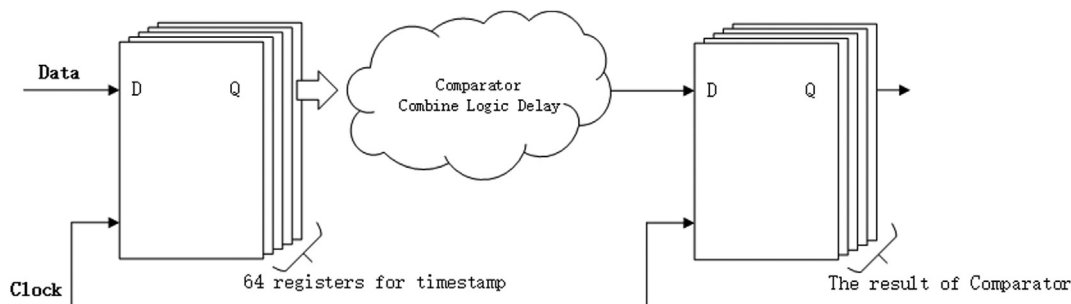 Data
D
Q
Comparator
Combine Logic Delay
D
Q
Clock
64 registers for timestamp
The result of Comparator